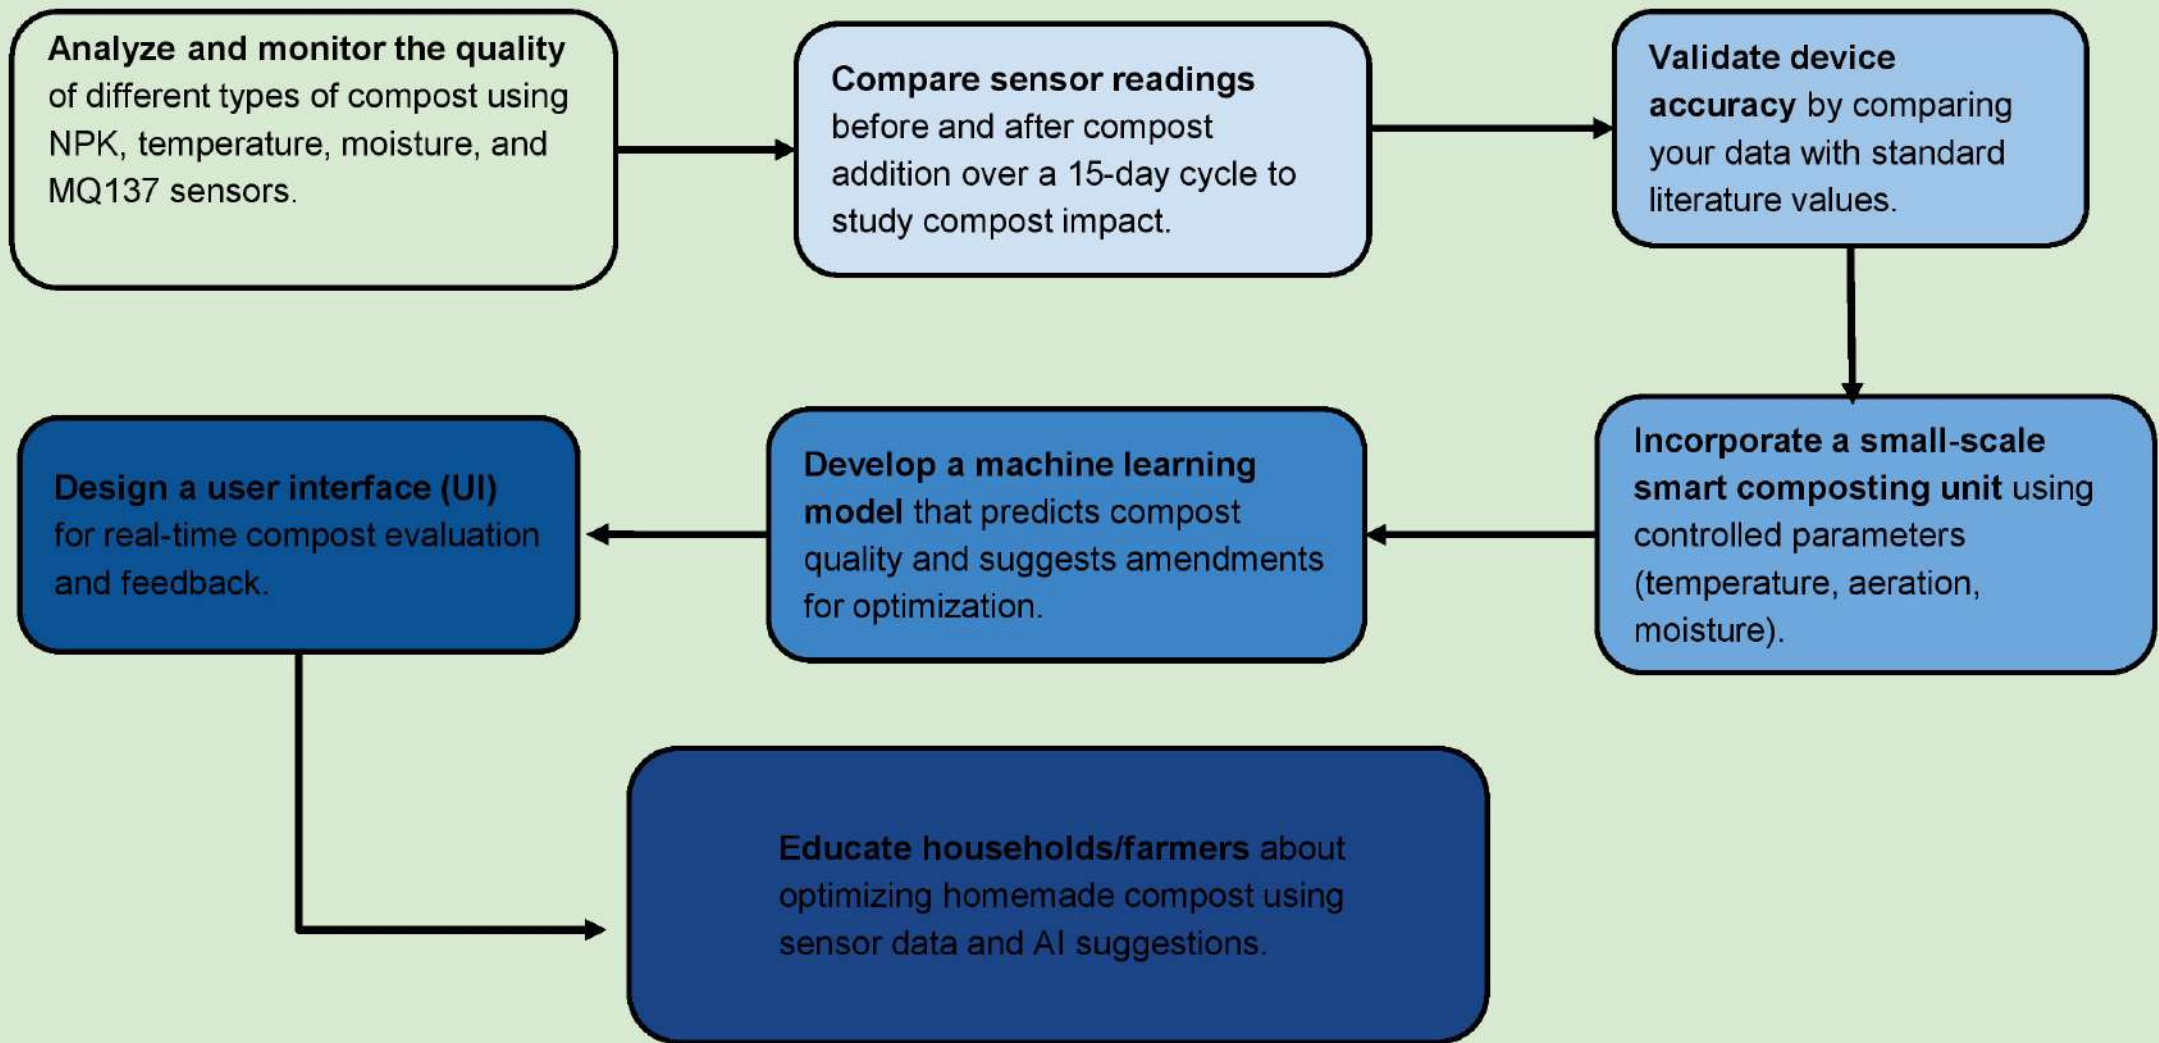 Analyze and monitor the quality
of different types of compost using
NPK, temperature, moisture, and
MQ137 sensors.
Compare sensor readings
before and after compost
addition over a 15-day cycle to
study compost impact.
Validate device
accuracy by comparing
your data with standard
literature values.
Incorporate a small-scale
smart composting unit using
controlled parameters
(temperature, aeration,
moisture).
Develop a machine learning
model that predicts compost
quality and suggests amendments
for optimization.
Design a user interface (UI)
for real-time compost evaluation
and feedback.
Educate households/farmers about
optimizing homemade compost using
sensor data and AI suggestions.